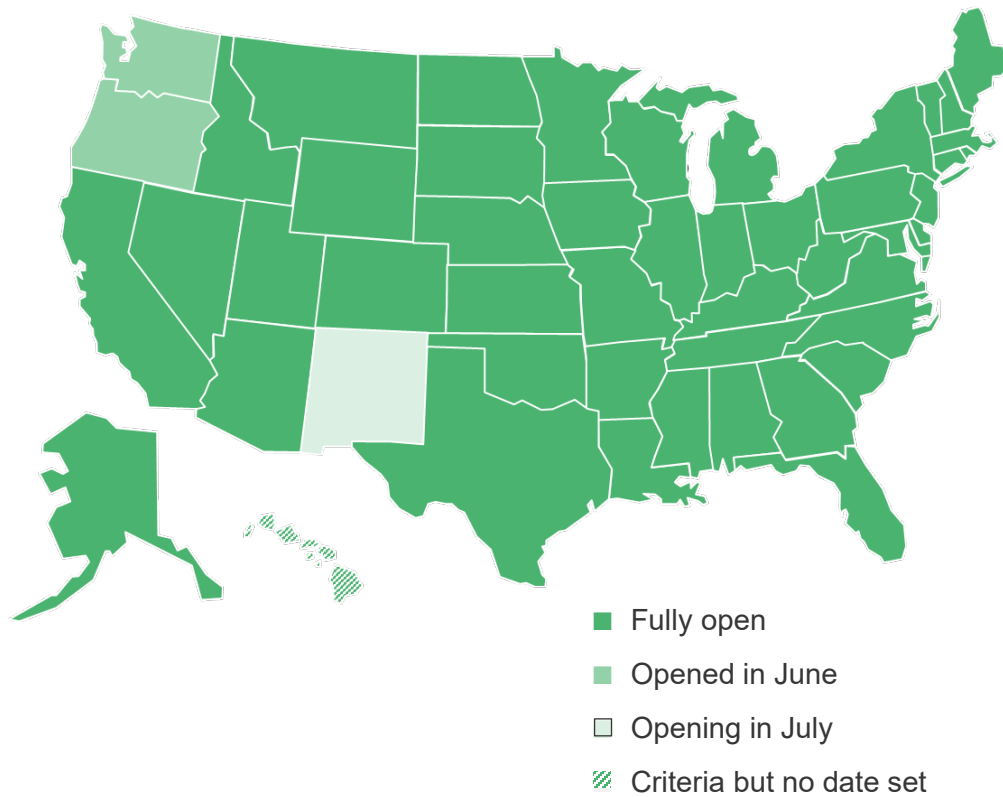 Fully open
Opened in June
Opening in July
Criteria but no date set